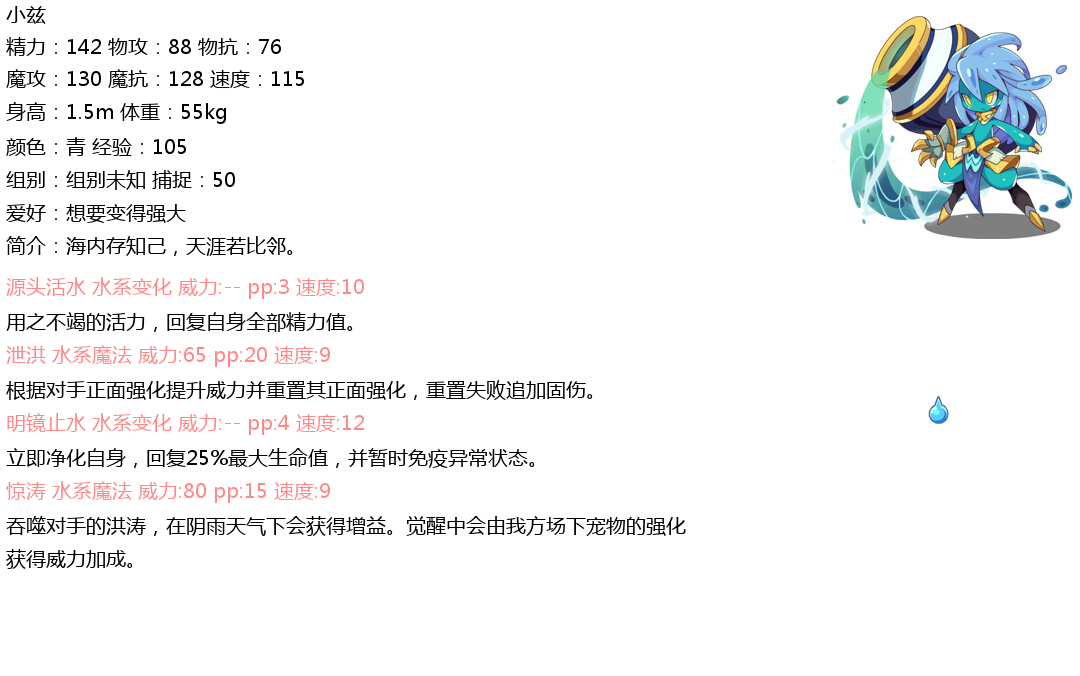 小兹
精力：142 物攻：88 物抗：76
魔攻：130 魔抗：128 速度：115
身高：1.5m 体重：55kg
颜色：青 经验：105
组别：组别未知 捕捉：50
爱好：想要变得强大
简介：海内存知己，天涯若比邻。
源头活水 水系变化 威力:-- pp:3 速度:10
用之不竭的活力，回复自身全部精力值。
泄洪 水系魔法 威力:65 pp:20 速度:9
根据对手正面强化提升威力并重置其正面强化，重置失败追加固伤。
明镜止水 水系变化 威力:-- pp:4 速度:12
立即净化自身，回复25%最大生命值，并暂时免疫异常状态。
惊涛 水系魔法 威力:80 pp:15 速度:9
吞噬对手的洪涛，在阴雨天气下会获得增益。觉醒中会由我方场下宠物的强化
获得威力加成。